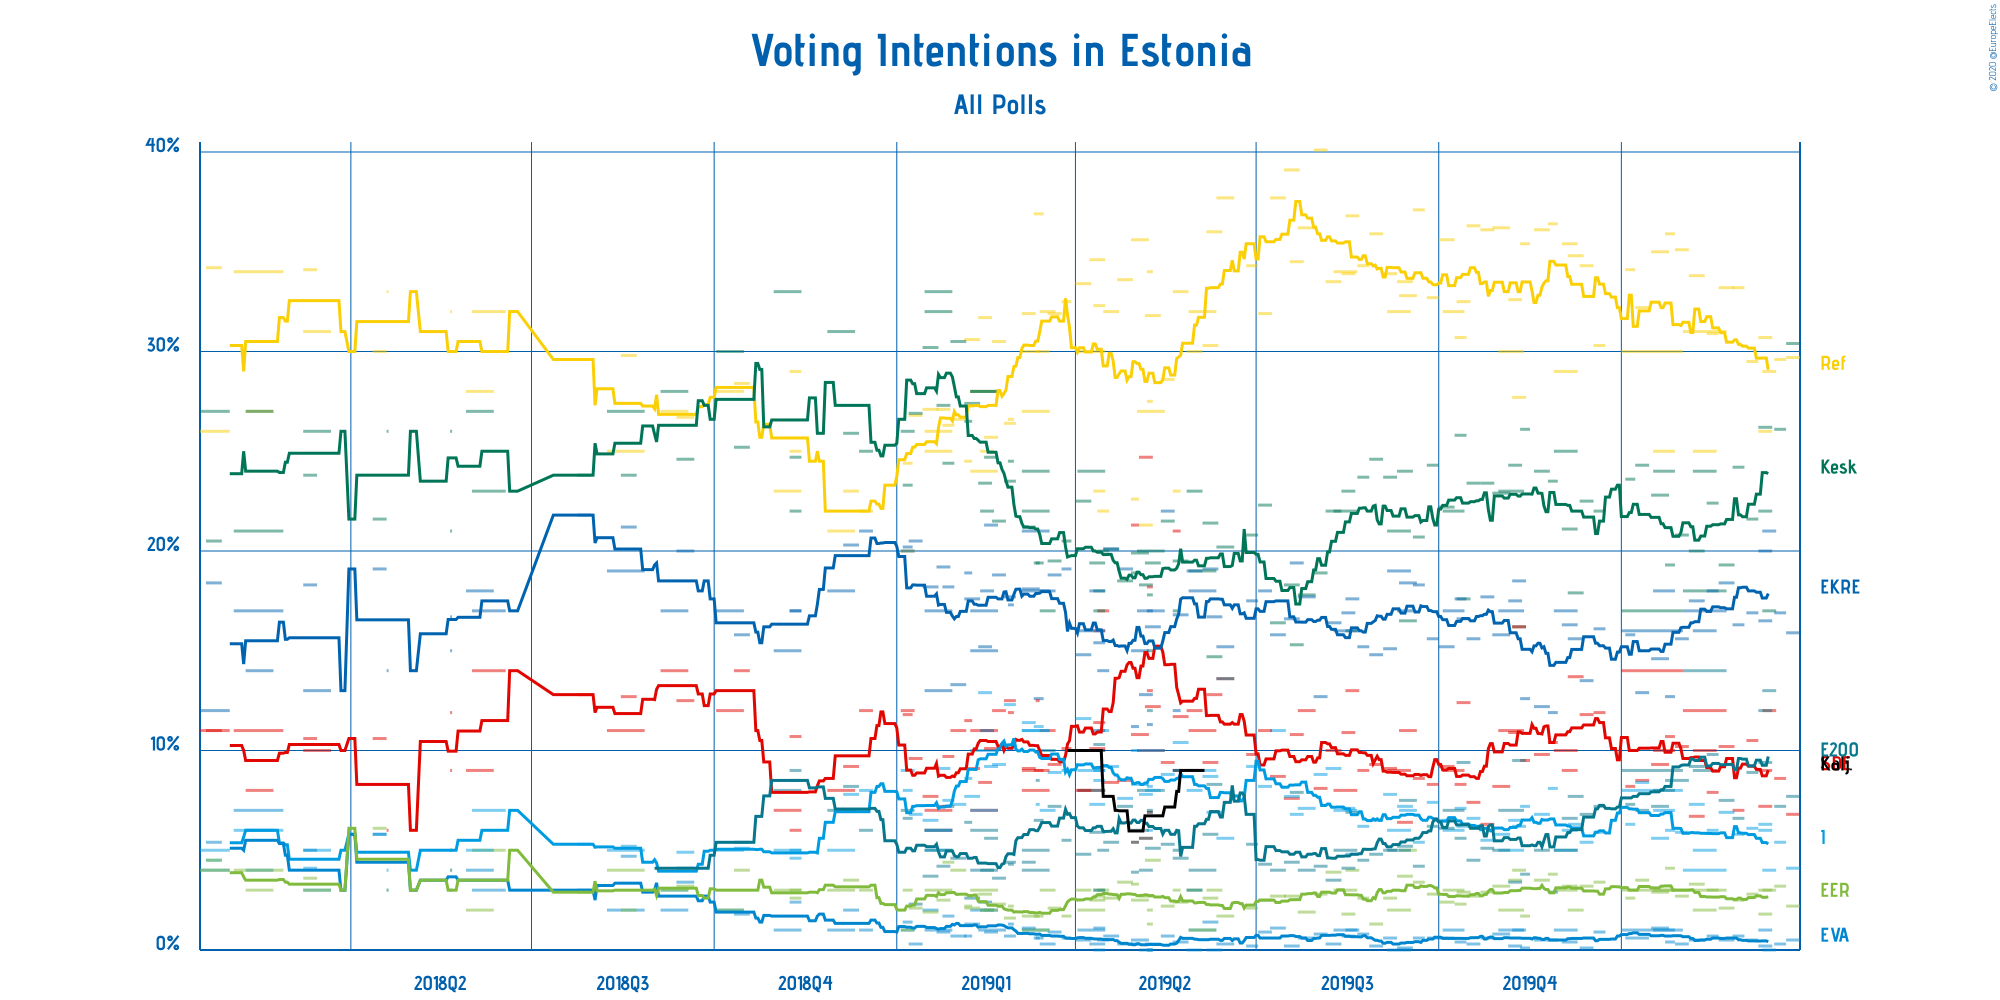 Voting Intentions in Estonia
All Polls
© 2020 @EuropeElects
40%
30%
20%
10%
0%
Ref
Kesk
EKRE
E200
1
EER
EVA
2018Q2
2018Q3
2018Q4
2019Q1
2019Q2
2019Q3
2019Q4